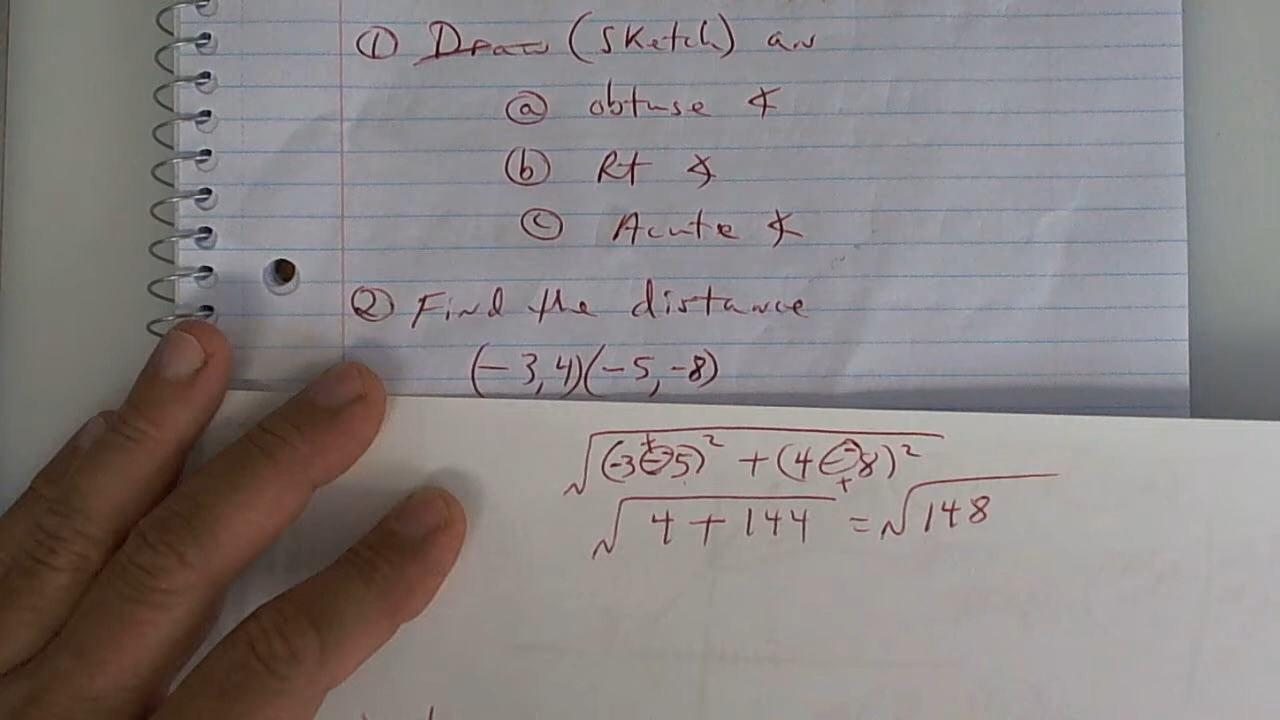 ① Draw (Sketch) an
ⓐ obtuse ∢
ⓑ Rt ∢
ⓒ Acute ∢
② Find the distance
(-3,4)(-5,-8)
√((-3+5)² + (4+8)²)
√(4 + 144) = √148